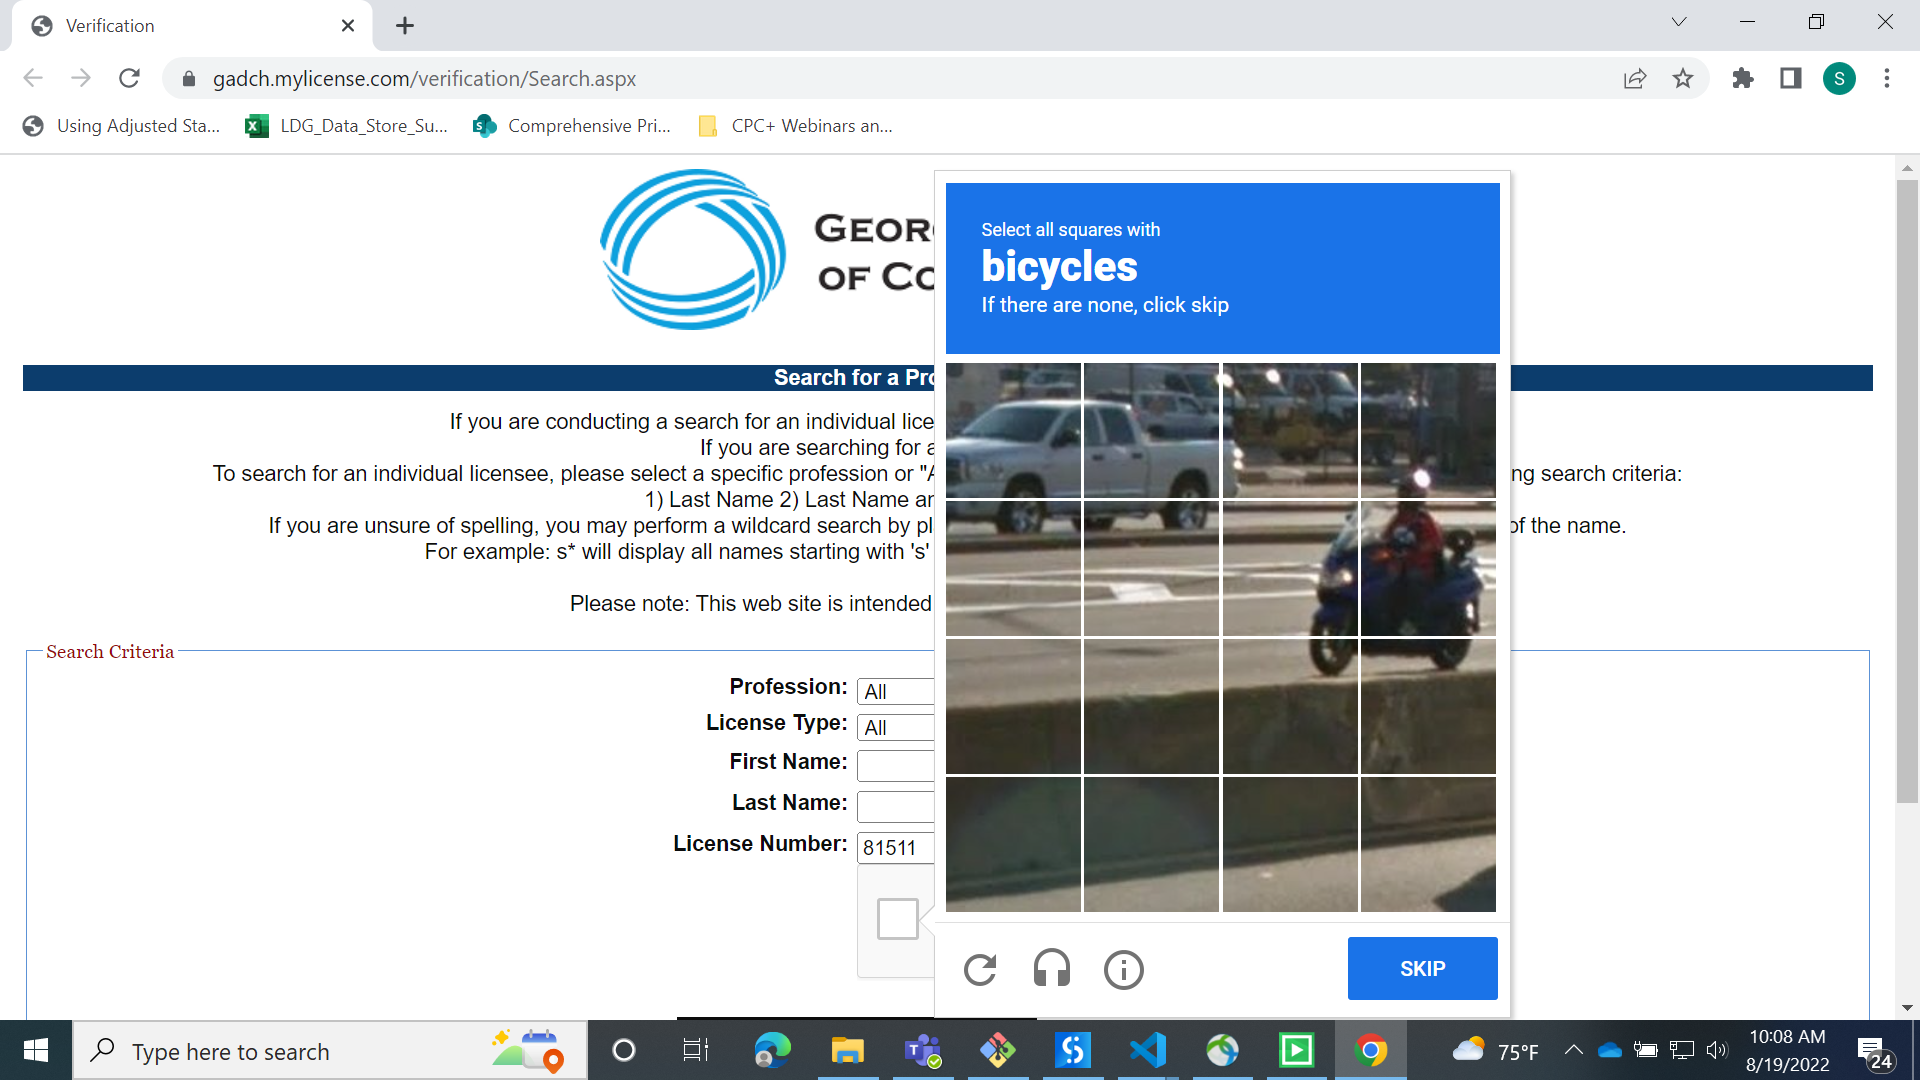 Verification
gadch.mylicense.com/verification/Search.aspx
S
Using Adjusted Sta...
LDG_Data_Store_Su...
Comprehensive Pri...
CPC+ Webinars an...
GEOR
OF CO
Search for a Pro
If you are conducting a search for an individual lice
If you are searching for a
To search for an individual licensee, please select a specific profession or "A
ng search criteria:
1) Last Name 2) Last Name an
If you are unsure of spelling, you may perform a wildcard search by pl
of the name.
For example: s* will display all names starting with 's'
Please note: This web site is intended
Select all squares with
bicycles
If there are none, click skip
Search Criteria
Profession:
All
License Type:
All
First Name:
Last Name:
License Number:
81511
SKIP
Type here to search
75°F
10:08 AM
8/19/2022
24